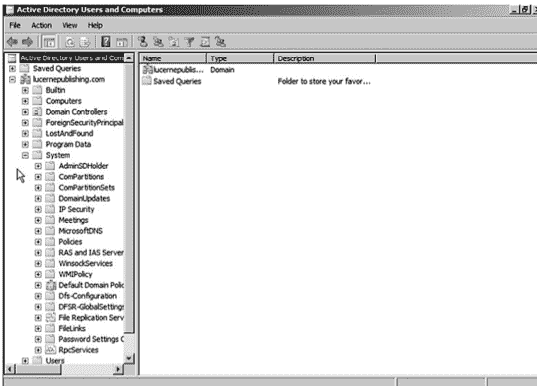 Active Directory Users and Computers
File Action View Help
Active Directory Users and Com
Saved Queries
lucernepublishing.com
Builtin
Computers
Domain Controllers
ForeignSecurityPrincipal
LostAndFound
Program Data
System
AdminSDHolder
ComPartitions
ComPartitionSets
DomainUpdates
IP Security
Meetings
MicrosoftDNS
Policies
RAS and IAS Server
WinsockServices
WMIPolicy
Default Domain Polic
Dfs-Configuration
DFSR-GlobalSettings
File Replication Serv
FileLinks
Password Settings C
RpcServices
Users
Name Type Description
lucernepublis... Domain
Saved Queries Folder to store your favor...